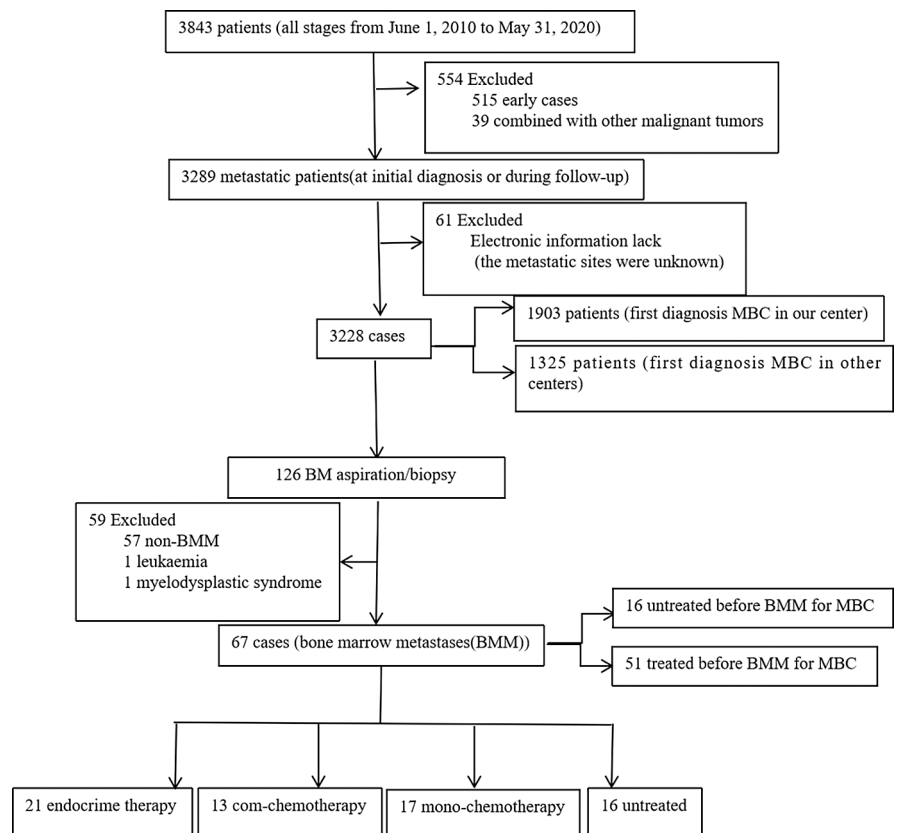 3843 patients (all stages from June 1, 2010 to May 31, 2020)
554 Excluded
515 early cases
39 combined with other malignant tumors
3289 metastatic patients(at initial diagnosis or during follow-up)
61 Excluded
Electronic information lack
(the metastatic sites were unknown)
1903 patients (first diagnosis MBC in our center)
3228 cases
1325 patients (first diagnosis MBC in other
centers)
126 BM aspiration/biopsy
59 Excluded
57 non-BMM
1 leukaemia
1 myelodysplastic syndrome
16 untreated before BMM for MBC
67 cases (bone marrow metastases(BMM))
51 treated before BMM for MBC
21 endocrime therapy
13 com-chemotherapy
17 mono-chemotherapy
16 untreated